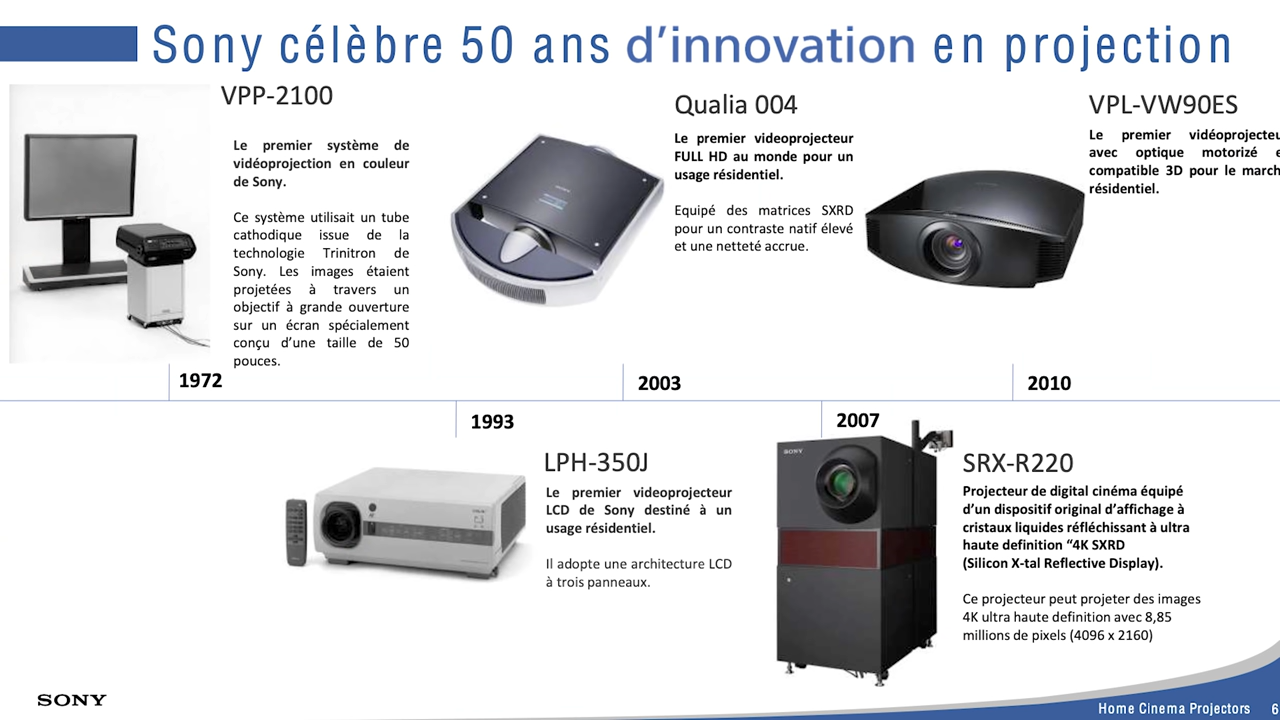 Sony célèbre 50 ans d’innovation en projection
VPP-2100
Le premier système de
vidéoprojection en couleur
de Sony.
Ce système utilisait un tube
cathodique issue de la
technologie Trinitron de
Sony. Les images étaient
projetées à travers un
objectif à grande ouverture
sur un écran spécialement
conçu d’une taille de 50
pouces.
1972
Qualia 004
Le premier videoprojecteur
FULL HD au monde pour un
usage résidentiel.
Equipé des matrices SXRD
pour un contraste natif élevé
et une netteté accrue.
2003
VPL-VW90ES
Le premier vidéoprojecteu
avec optique motorizé e
compatible 3D pour le march
résidentiel.
2010
1993
LPH-350J
Le premier videoprojecteur
LCD de Sony destiné à un
usage résidentiel.
Il adopte une architecture LCD
à trois panneaux.
2007
SONY
SRX-R220
Projecteur de digital cinéma équipé
d’un dispositif original d’affichage à
cristaux liquides réfléchissant à ultra
haute definition “4K SXRD
(Silicon X-tal Reflective Display).
Ce projecteur peut projeter des images
4K ultra haute definition avec 8,85
millions de pixels (4096 x 2160)
SONY
Home Cinema Projectors 6